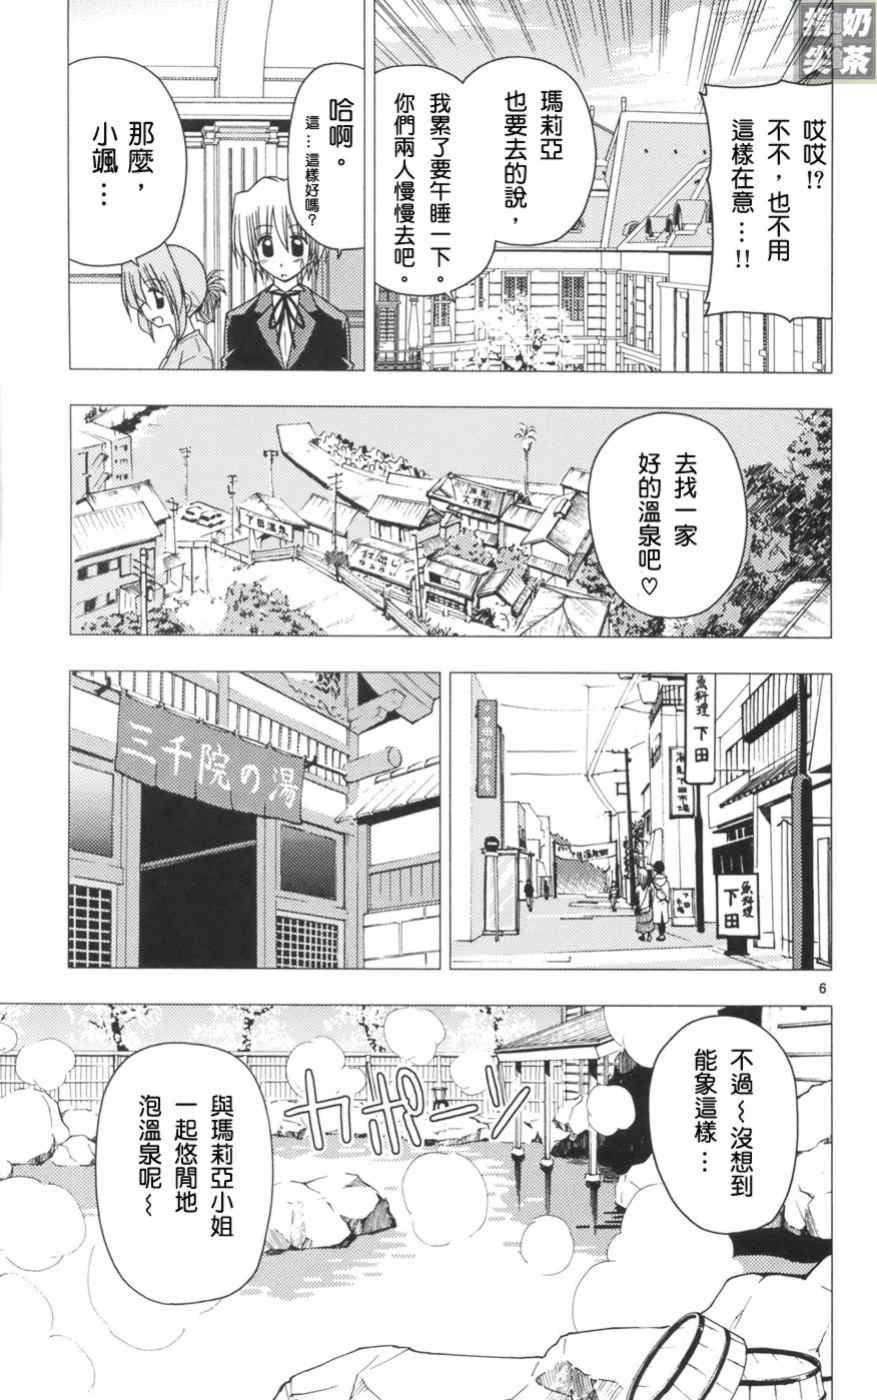 哎哎!?
不不，也不用
這樣在意…!!
瑪莉亞
也要去的說，
我累了要午睡一下。
你們兩人慢慢去吧。
哈啊。
這…這樣好嗎?
那麼，
小颯…
去找一家
好的溫泉吧♡
下田温泉
魚料理
下田
魚料理
下田
三千院の湯
6
不過～沒想到
能象這樣…
カポーン
與瑪莉亞小姐
一起悠閒地
泡溫泉呢～
奶茶